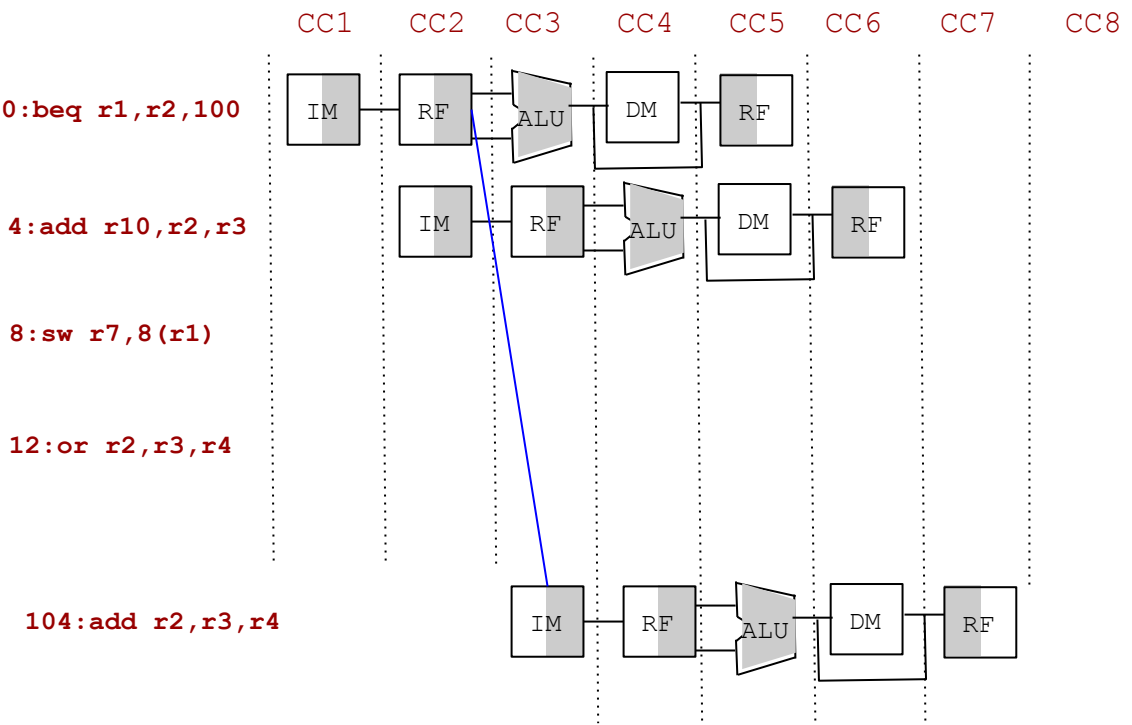 CC1 CC2 CC3 CC4 CC5 CC6 CC7 CC8
0:beq r1,r2,100 IM RF ALU DM RF
4:add r10,r2,r3 IM RF ALU DM RF
8:sw r7,8(r1)
12:or r2,r3,r4
104:add r2,r3,r4 IM RF ALU DM RF